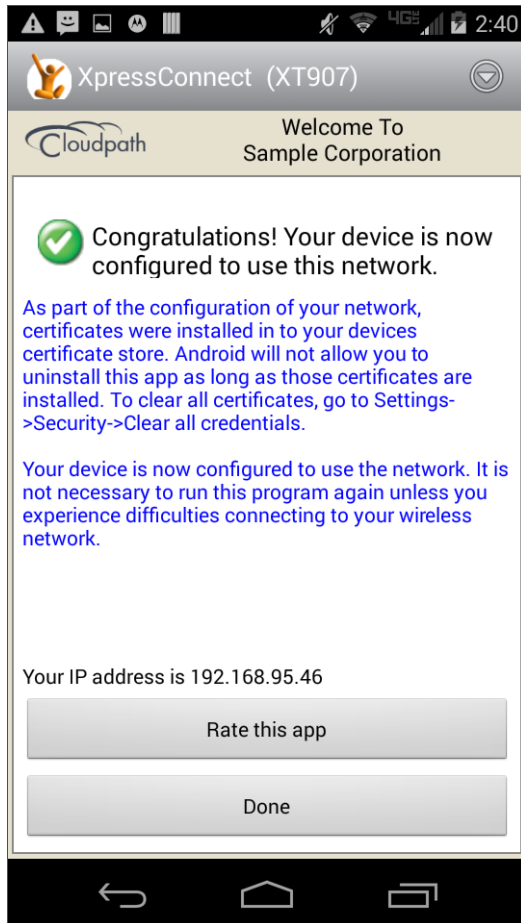 4G 2:40
XpressConnect (XT907)
Cloudpath
Welcome To
Sample Corporation
Congratulations! Your device is now
configured to use this network.
As part of the configuration of your network,
certificates were installed in to your devices
certificate store. Android will not allow you to
uninstall this app as long as those certificates are
installed. To clear all certificates, go to Settings-
>Security->Clear all credentials.
Your device is now configured to use the network. It is
not necessary to run this program again unless you
experience difficulties connecting to your wireless
network.
Your IP address is 192.168.95.46
Rate this app
Done